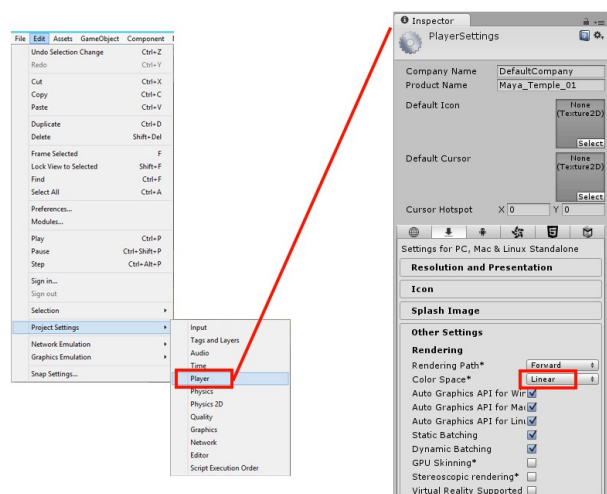 File Edit Assets GameObject Component
Undo Selection Change Ctrl+Z
Redo Ctrl+Y
Cut Ctrl+X
Copy Ctrl+C
Paste Ctrl+V
Duplicate Ctrl+D
Delete Shift+Del
Frame Selected F
Lock View to Selected Shift+F
Find Ctrl+F
Select All Ctrl+A
Preferences...
Modules...
Play Ctrl+P
Pause Ctrl+Shift+P
Step Ctrl+Alt+P
Sign in...
Sign out
Selection
Project Settings
Network Emulation
Graphics Emulation
Snap Settings...
Input
Tags and Layers
Audio
Time
Player
Physics
Physics 2D
Quality
Graphics
Network
Editor
Script Execution Order
Inspector
PlayerSettings
Company Name DefaultCompany
Product Name Maya_Temple_01
Default Icon None
(Texture2D)
Select
Default Cursor None
(Texture2D)
Select
Cursor Hotspot X 0 Y 0
Settings for PC, Mac & Linux Standalone
Resolution and Presentation
Icon
Splash Image
Other Settings
Rendering
Rendering Path* Forward
Color Space* Linear
Auto Graphics API for Win
Auto Graphics API for Mac
Auto Graphics API for Linu
Static Batching
Dynamic Batching
GPU Skinning*
Stereoscopic rendering*
Virtual Reality Supported